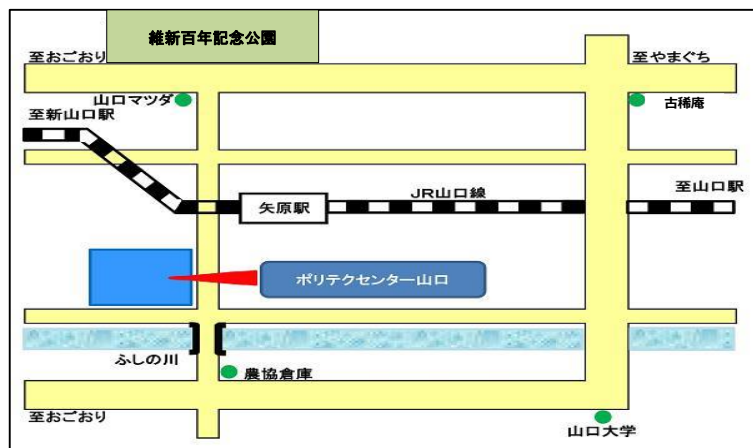 維新百年記念公園
至おごおり
至やまぐち
山口マツダ
古稀庵
至新山口駅
JR山口線
至山口駅
矢原駅
ポリテクセンター山口
ふしの川
農協倉庫
至おごおり
山口大学